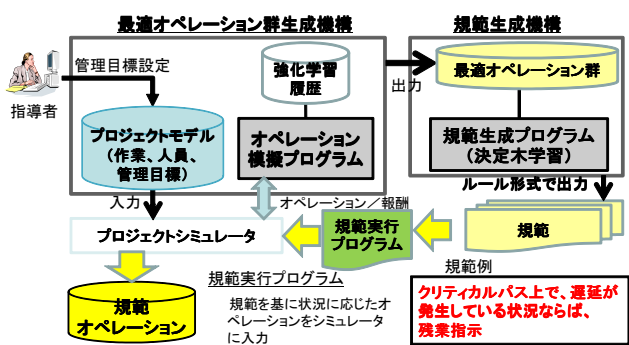 最適オペレーション群生成機構
規範生成機構
管理目標設定
指導者
強化学習
履歴
出力
最適オペレーション群
プロジェクトモデル
(作業、人員、
管理目標)
オペレーション
模擬プログラム
規範生成プログラム
(決定木学習)
ルール形式で出力
入力
オペレーション／報酬
プロジェクトシミュレータ
規範実行
プログラム
規範
規範実行プログラム
規範を基に状況に応じたオ
ペレーションをシミュレータ
に入力
規範
オペレーション
規範例
クリティカルパス上で、遅延が
発生している状況ならば、
残業指示